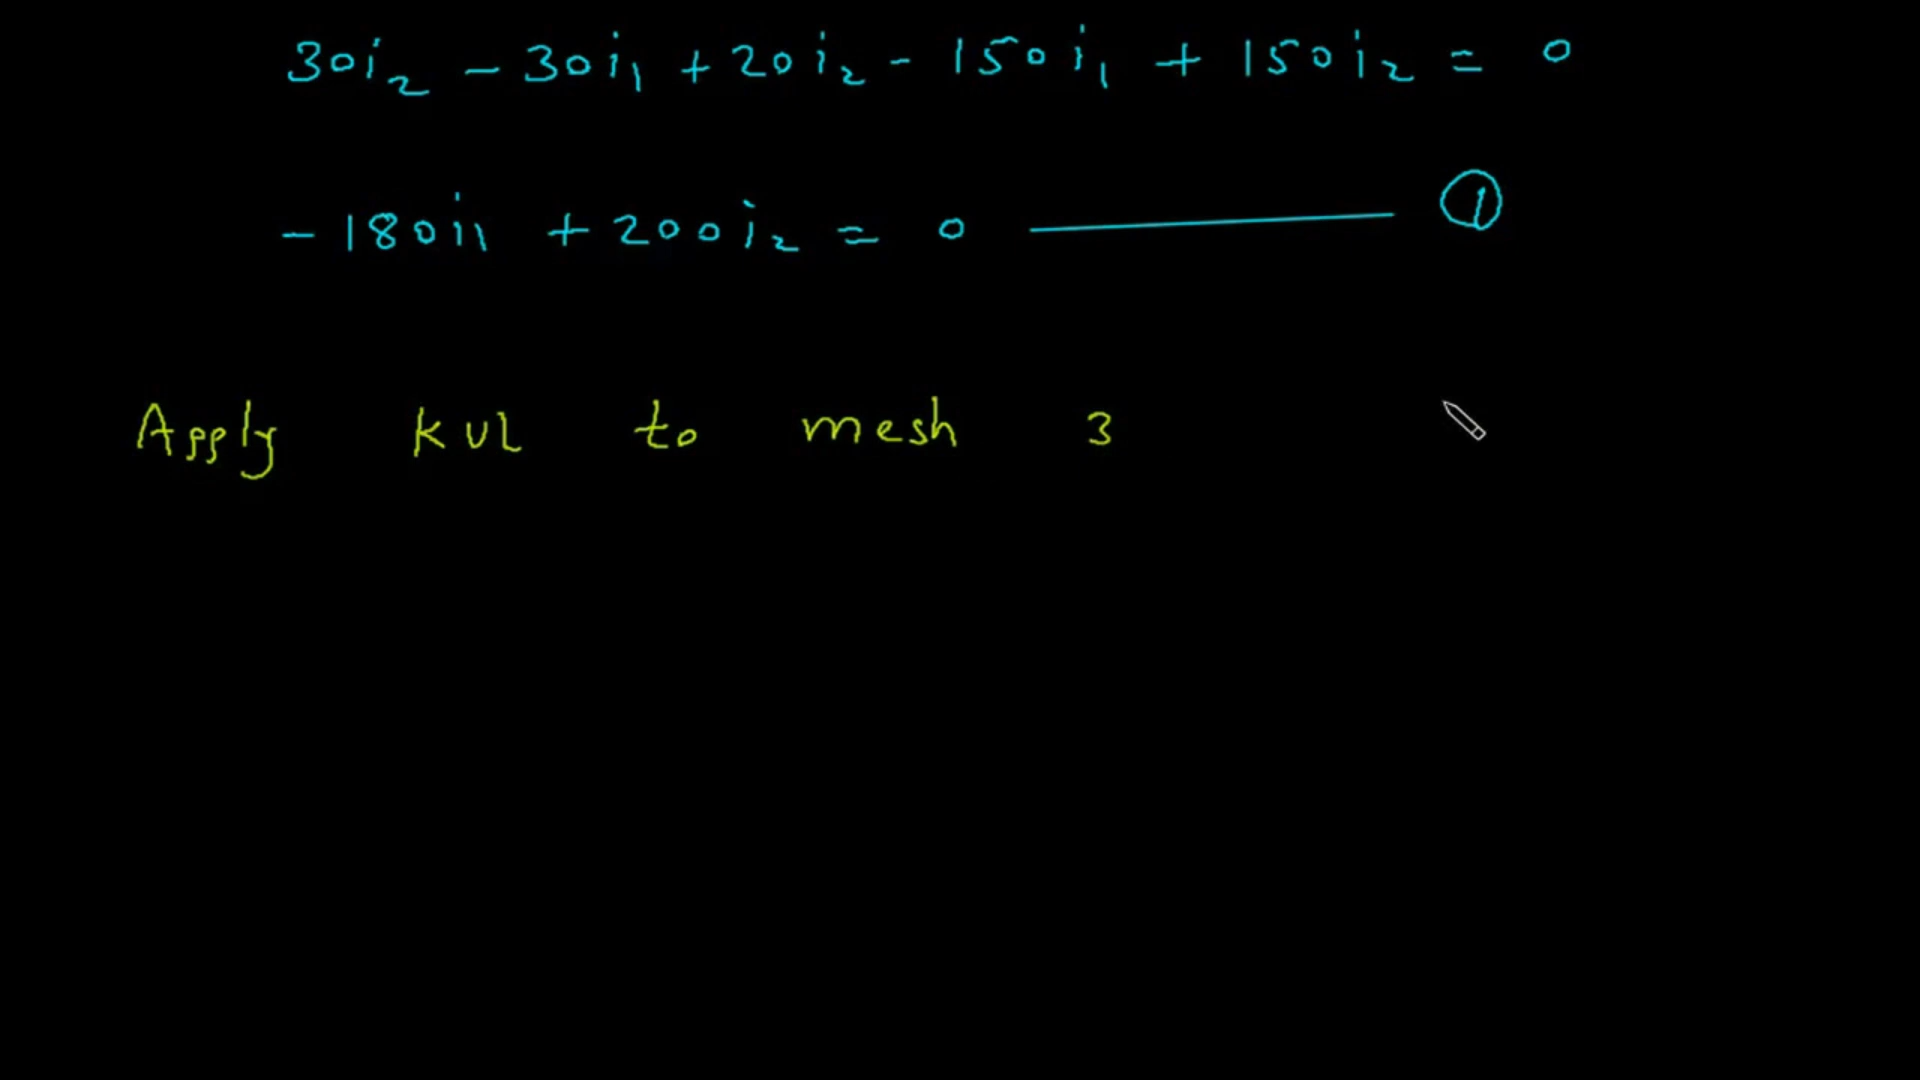 30i₂ - 30i₁ + 20i₂ - 150i₁ + 150i₂ = 0
-180i₁ + 200i₂ = 0 ——— ①
Apply KVL to mesh 3